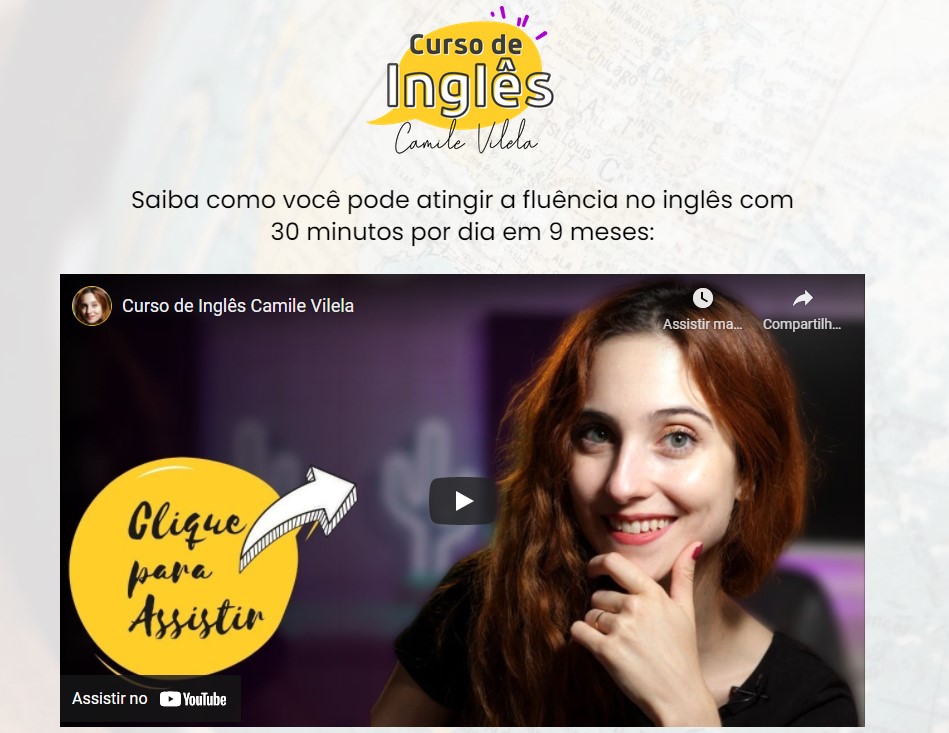 Curso de
Inglês
Camile Vilela
Saiba como você pode atingir a fluência no inglês com
30 minutos por dia em 9 meses:
Curso de Inglês Camile Vilela
Assistir ma...
Compartilh...
Clique
para
Assistir
Assistir no YouTube